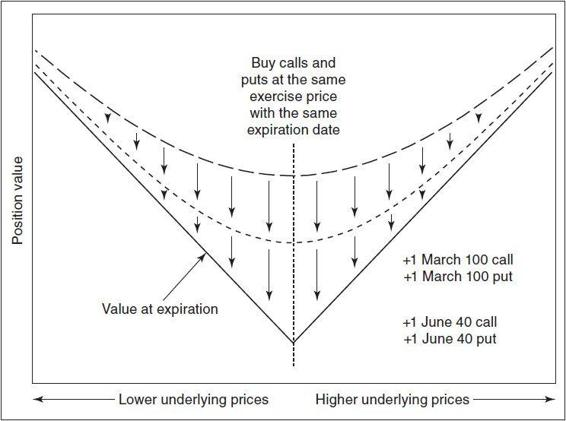 Buy calls and
puts at the same
exercise price
with the same
expiration date
Position value
+1 March 100 call
+1 March 100 put
Value at expiration
+1 June 40 call
+1 June 40 put
Lower underlying prices
Higher underlying prices